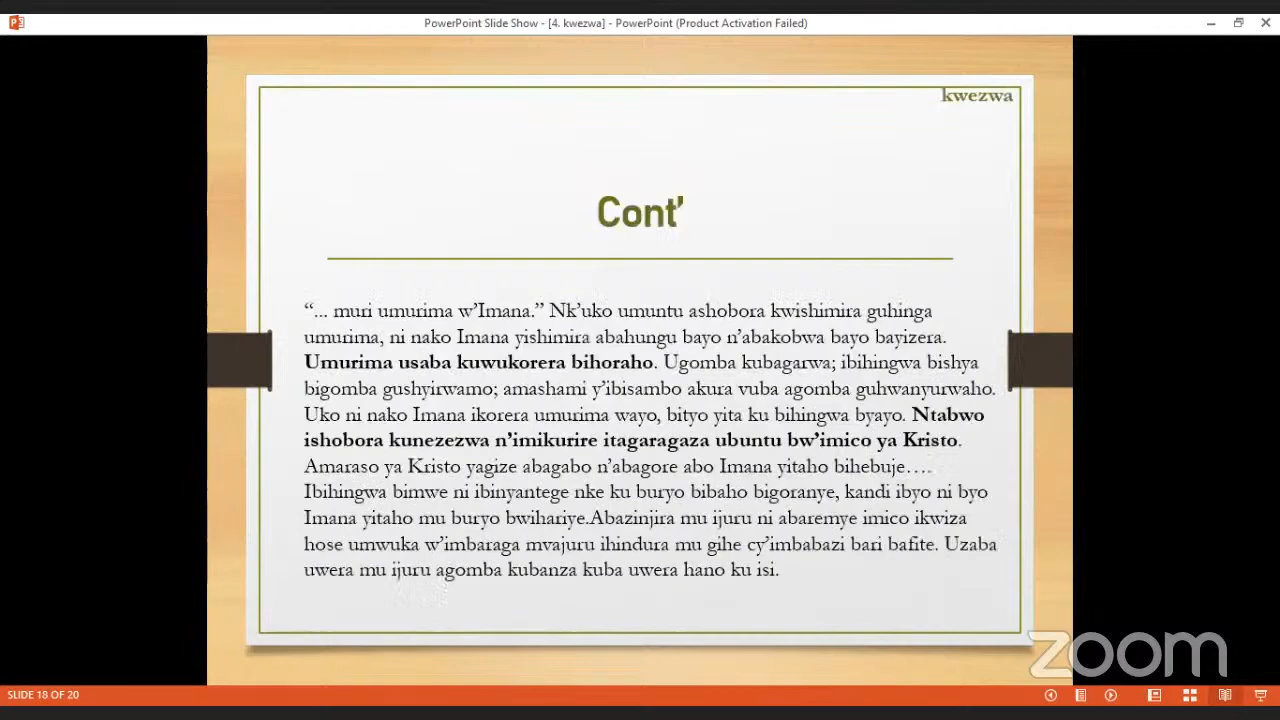 PowerPoint Slide Show - [4. kwezwa] - PowerPoint (Product Activation Failed)
kwezwa
Cont’
“... muri umurima w’Imana.” Nk’uko umuntu ashobora kwishimira guhinga
umurima, ni nako Imana yishimira abahungu bayo n’abakobwa bayo bayizera.
Umurima usaba kuwukorera bihoraho. Ugomba kubagarwa; ibihingwa bishya
bigomba gushyirwamo; amashami y’ibisambo akura vuba agomba guhwanyurwaho.
Uko ni nako Imana ikorera umurima wayo, bityo yita ku bihingwa byayo. Ntabwo
ishobora kunezezwa n’imikurire itagaragaza ubuntu bw’imico ya Kristo.
Amaraso ya Kristo yagize abagabo n’abagore abo Imana yitaho bihebuje….
Ibihingwa bimwe ni ibinyantege nke ku buryo bibaho bigoranye, kandi ibyo ni byo
Imana yitaho mu buryo bwihariye.Abazinjira mu ijuru ni abaremye imico ikwiza
hose umwuka w’imbaraga mvajuru ihindura mu gihe cy’imbabazi bari bafite. Uzaba
uwera mu ijuru agomba kubanza kuba uwera hano ku isi.
zoom
SLIDE 18 OF 20